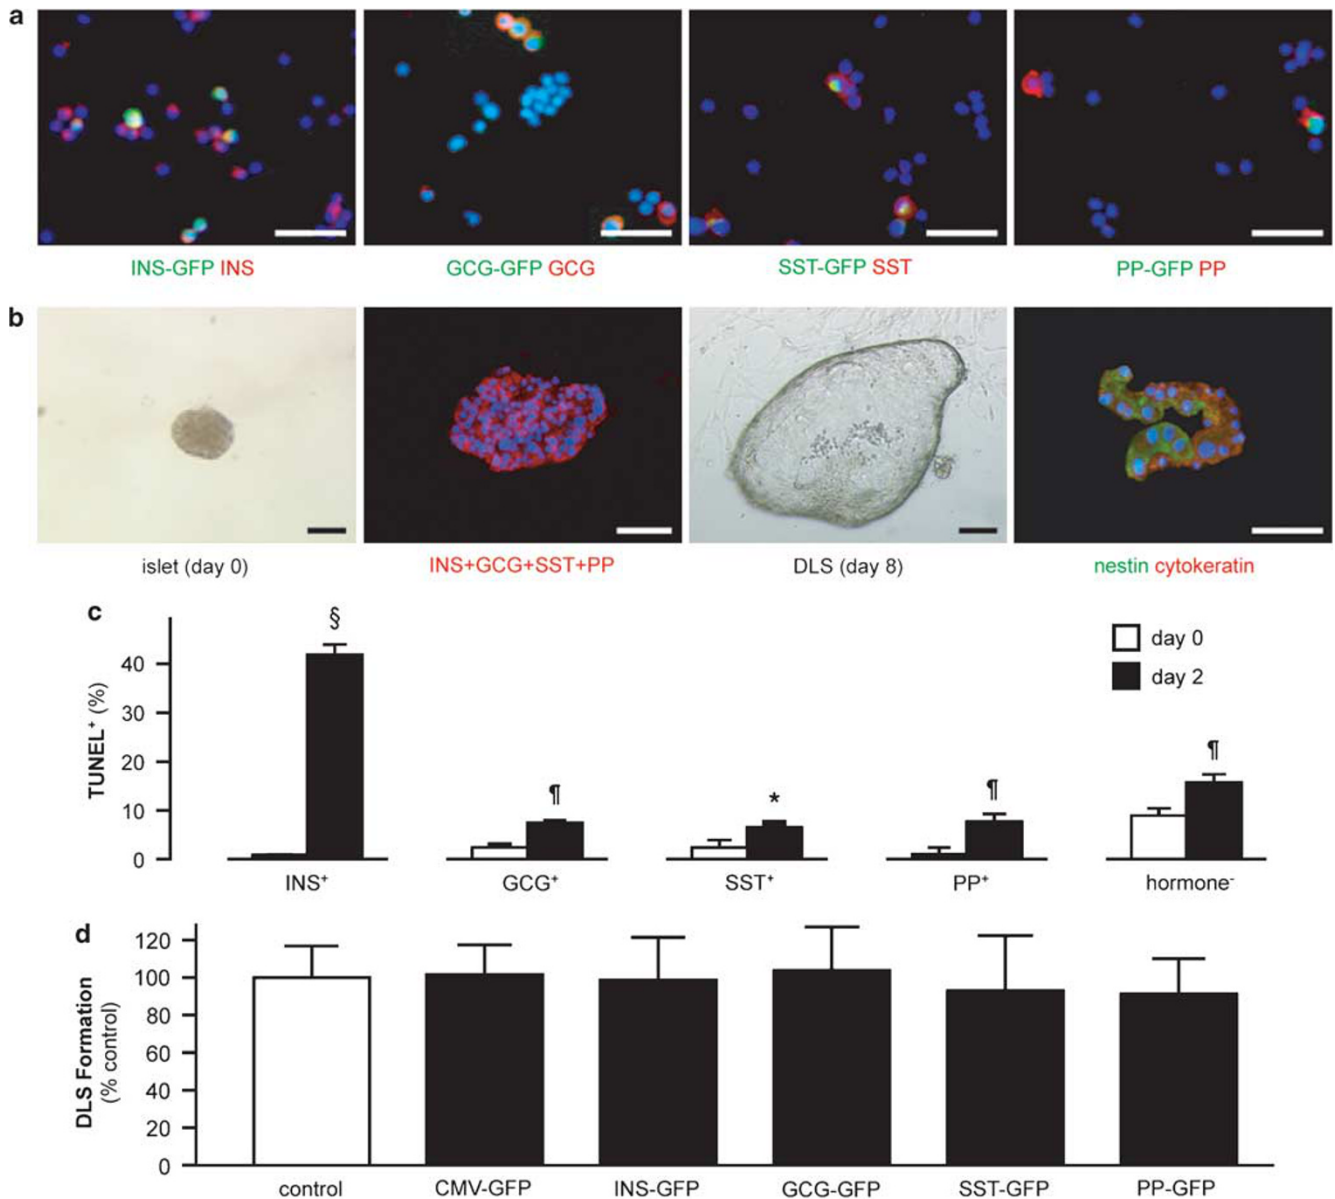 a
INS-GFP INS
GCG-GFP GCG
SST-GFP SST
PP-GFP PP
b
islet (day 0)
INS+GCG+SST+PP
DLS (day 8)
nestin cytokeratin
c
TUNEL⁺ (%)
40
30
20
10
0
§
¶
*
¶
¶
day 0
day 2
INS⁺
GCG⁺
SST⁺
PP⁺
hormone⁻
d
DLS Formation
(% control)
120
100
80
60
40
20
0
control
CMV-GFP
INS-GFP
GCG-GFP
SST-GFP
PP-GFP